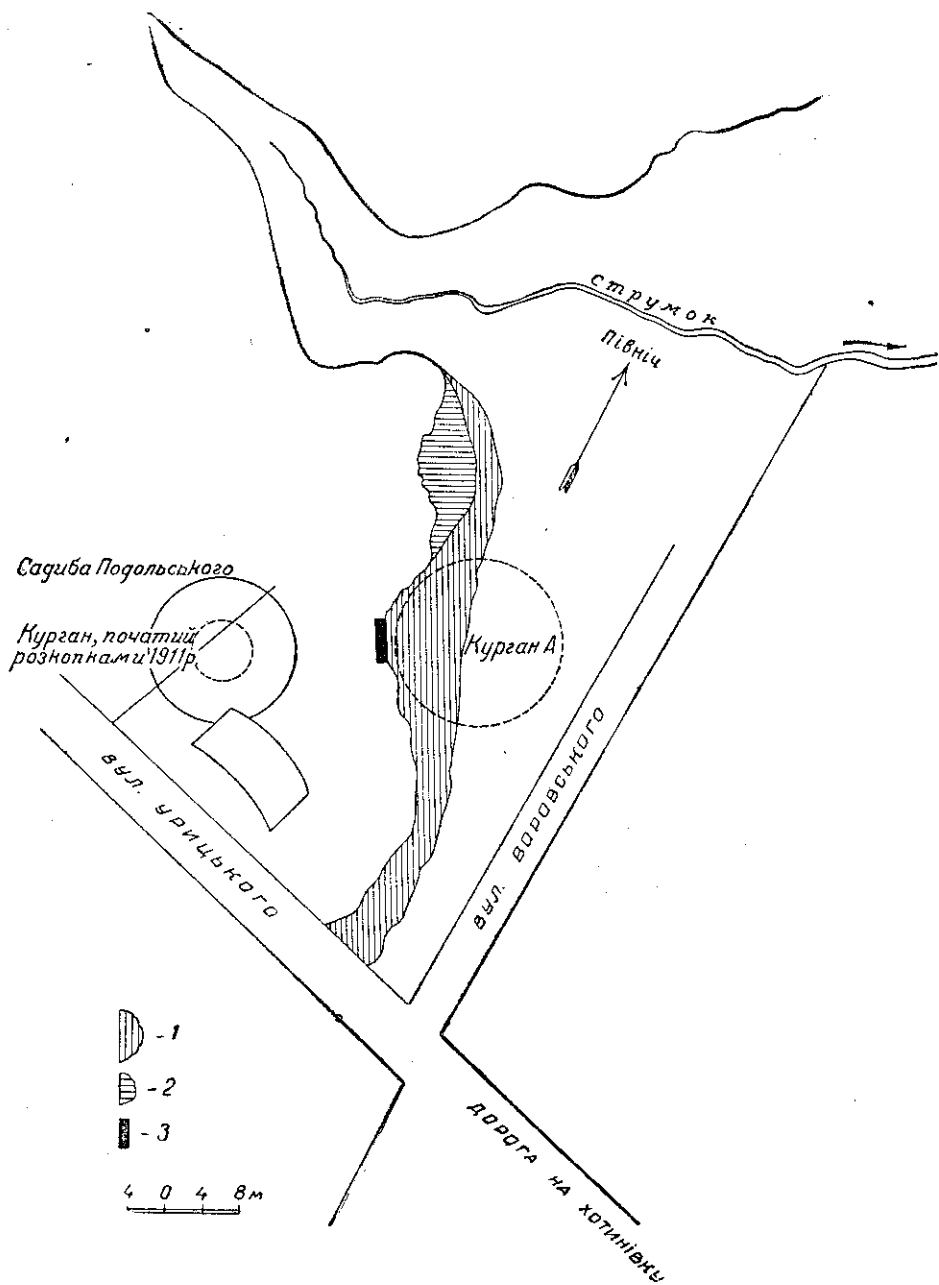 струмок
Північ
Садиба Подольського
Курган, початий
розкопками 1911р
Курган А
вул. Урицького
вул. Воровського
дорога на Хотинівку
- 1
- 2
- 3
4 0 4 8 м